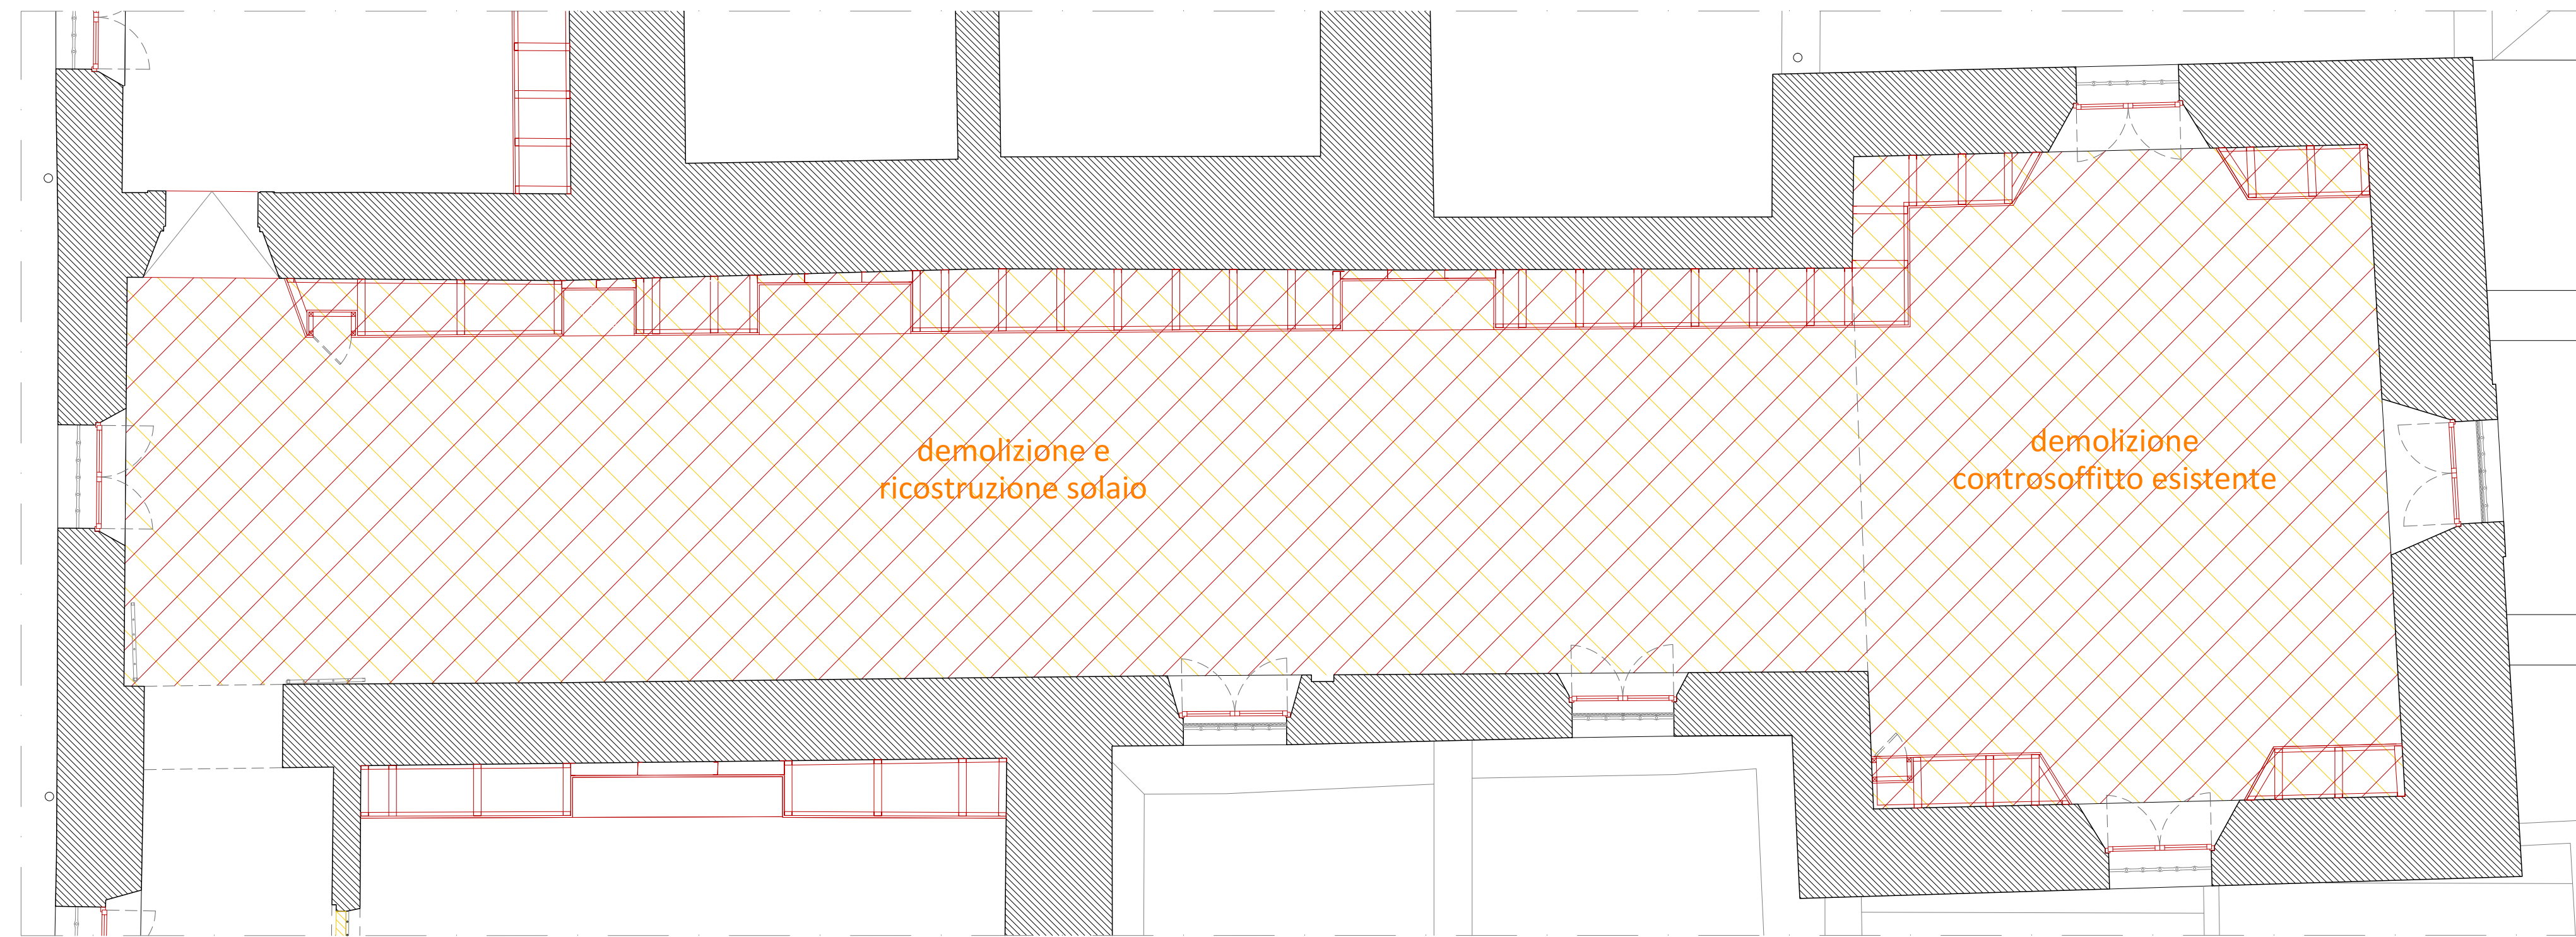 demolizione e
ricostruzione solaio
demolizione
controsoffitto esistente